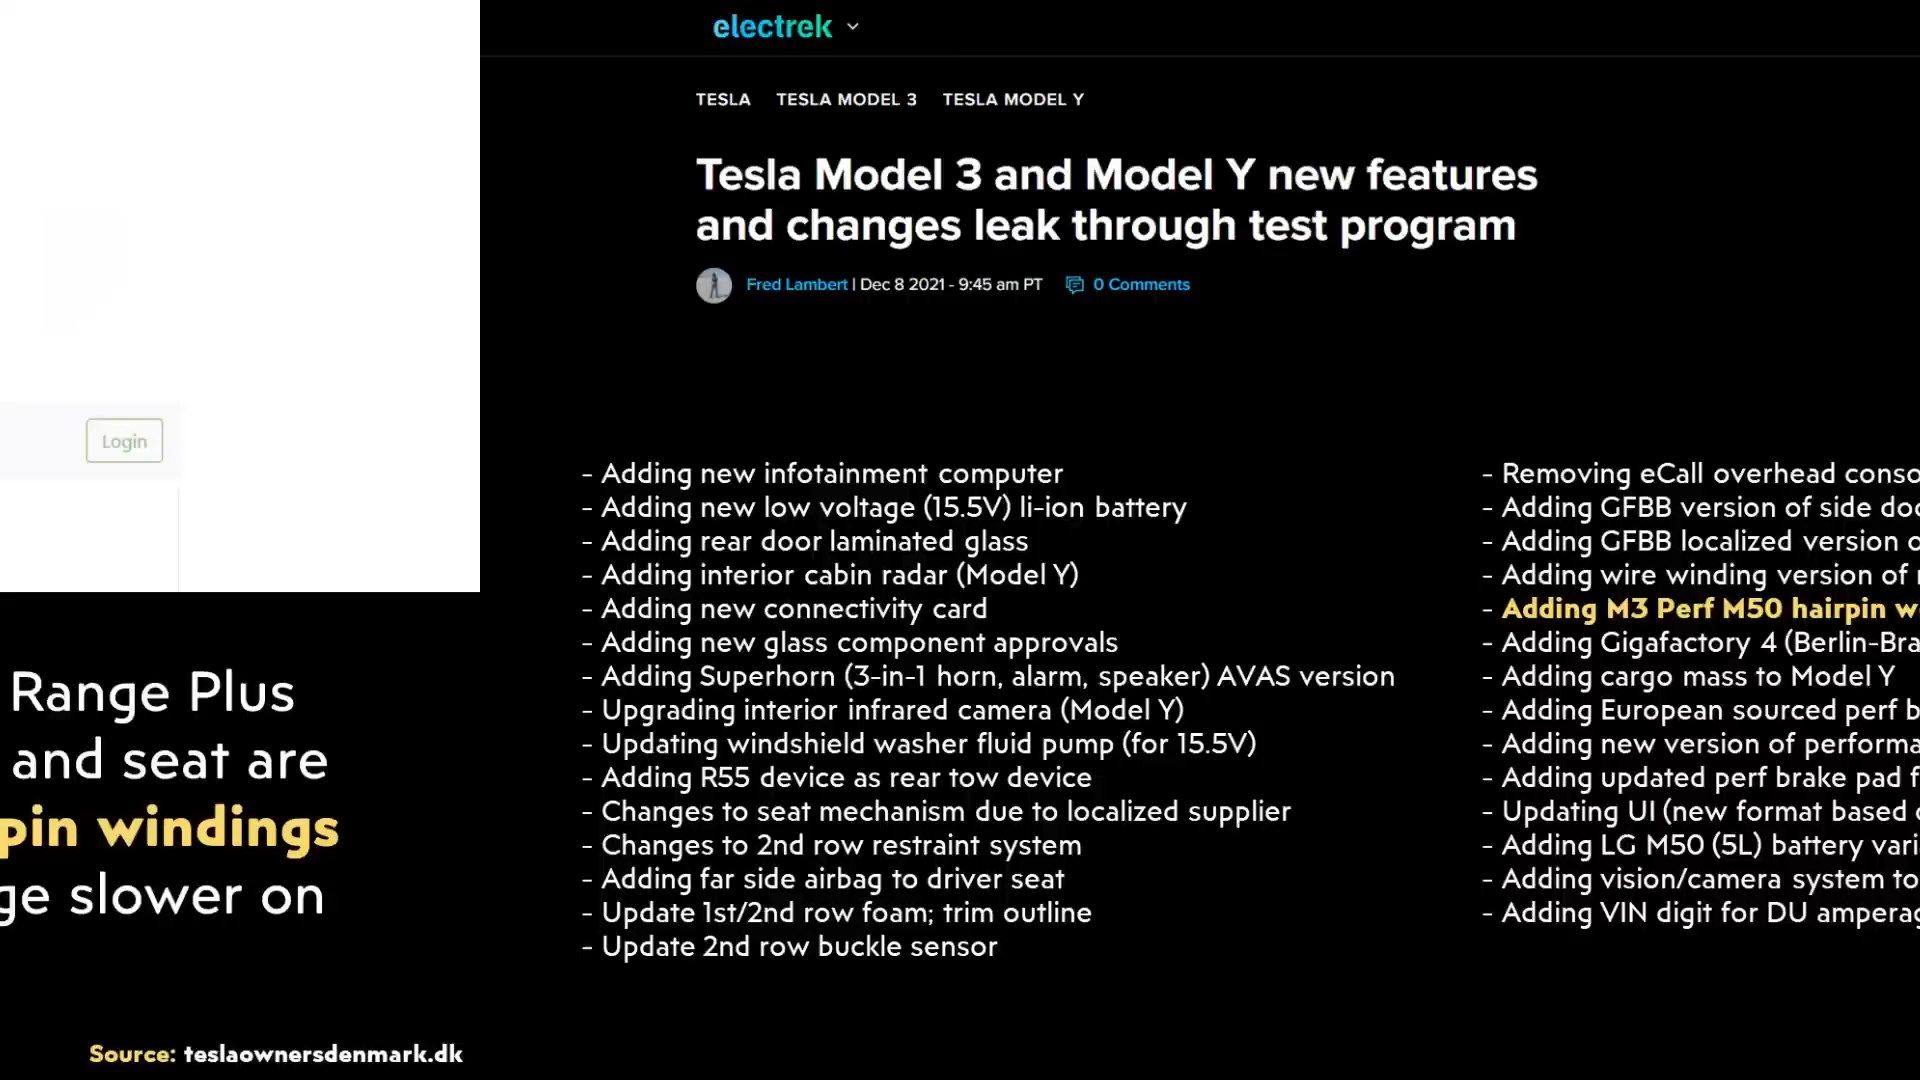 electrek
TESLA TESLA MODEL 3 TESLA MODEL Y
Tesla Model 3 and Model Y new features
and changes leak through test program
Fred Lambert | Dec 8 2021 - 9:45 am PT 0 Comments
Login
Range Plus
and seat are
pin windings
slower on
Source: teslaownersdenmark.dk
- Adding new infotainment computer
- Adding new low voltage (15.5V) li-ion battery
- Adding rear door laminated glass
- Adding interior cabin radar (Model Y)
- Adding new connectivity card
- Adding new glass component approvals
- Adding Superhorn (3-in-1 horn, alarm, speaker) AVAS version
- Upgrading interior infrared camera (Model Y)
- Updating windshield washer fluid pump (for 15.5V)
- Adding R55 device as rear tow device
- Changes to seat mechanism due to localized supplier
- Changes to 2nd row restraint system
- Adding far side airbag to driver seat
- Update 1st/2nd row foam; trim outline
- Update 2nd row buckle sensor
- Removing eCall overhead
- Adding GFBB version of side
- Adding GFBB localized version
- Adding wire winding version of
- Adding M3 Perf M50 hairpin
- Adding Gigafactory 4
- Adding cargo mass to Model Y
- Adding European sourced perf
- Adding new version of
- Adding updated perf brake pad
- Updating UI (new format based
- Adding LG M50 (5L) battery
- Adding vision/camera system to
- Adding VIN digit for DU